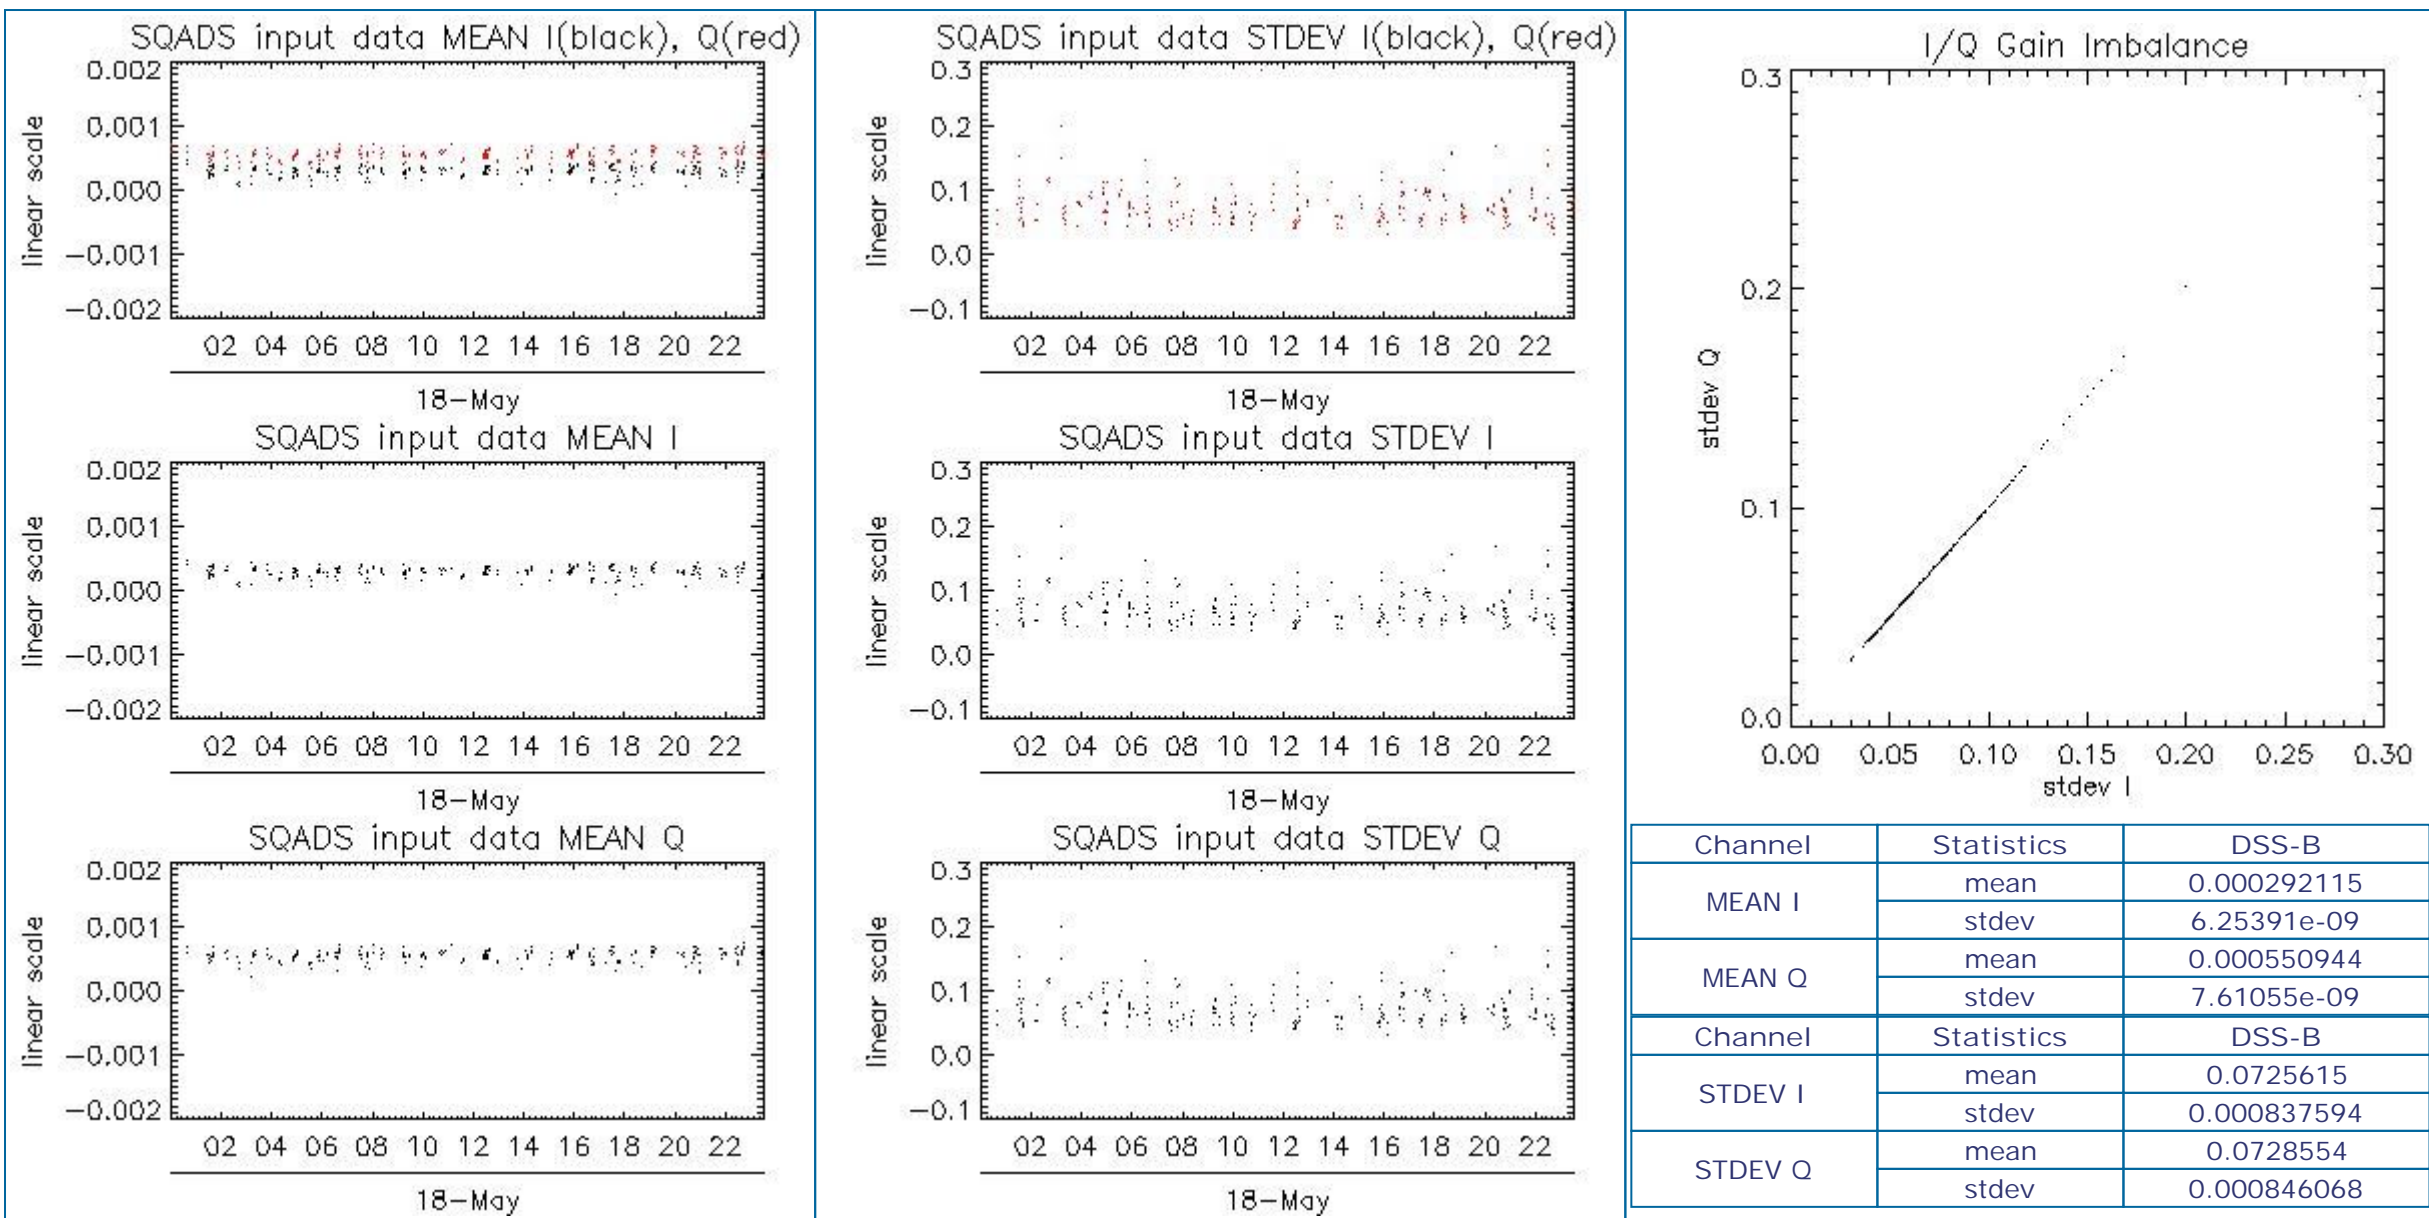 SQADS input data MEAN I(black), Q(red)
0.002
0.001
0.000
−0.001
−0.002
linear scale
02 04 06 08 10 12 14 16 18 20 22
18−May
SQADS input data MEAN I
0.002
0.001
0.000
−0.001
−0.002
linear scale
02 04 06 08 10 12 14 16 18 20 22
18−May
SQADS input data MEAN Q
0.002
0.001
0.000
−0.001
−0.002
linear scale
02 04 06 08 10 12 14 16 18 20 22
18−May
SQADS input data STDEV I(black), Q(red)
0.3
0.2
0.1
0.0
−0.1
linear scale
02 04 06 08 10 12 14 16 18 20 22
18−May
SQADS input data STDEV I
0.3
0.2
0.1
0.0
−0.1
linear scale
02 04 06 08 10 12 14 16 18 20 22
18−May
SQADS input data STDEV Q
0.3
0.2
0.1
0.0
−0.1
linear scale
02 04 06 08 10 12 14 16 18 20 22
18−May
I/Q Gain Imbalance
0.3
0.2
0.1
0.0
stdev Q
0.00 0.05 0.10 0.15 0.20 0.25 0.30
stdev I
Channel Statistics DSS-B
MEAN I mean 0.000292115
stdev 6.25391e-09
MEAN Q mean 0.000550944
stdev 7.61055e-09
Channel Statistics DSS-B
STDEV I mean 0.0725615
stdev 0.000837594
STDEV Q mean 0.0728554
stdev 0.000846068